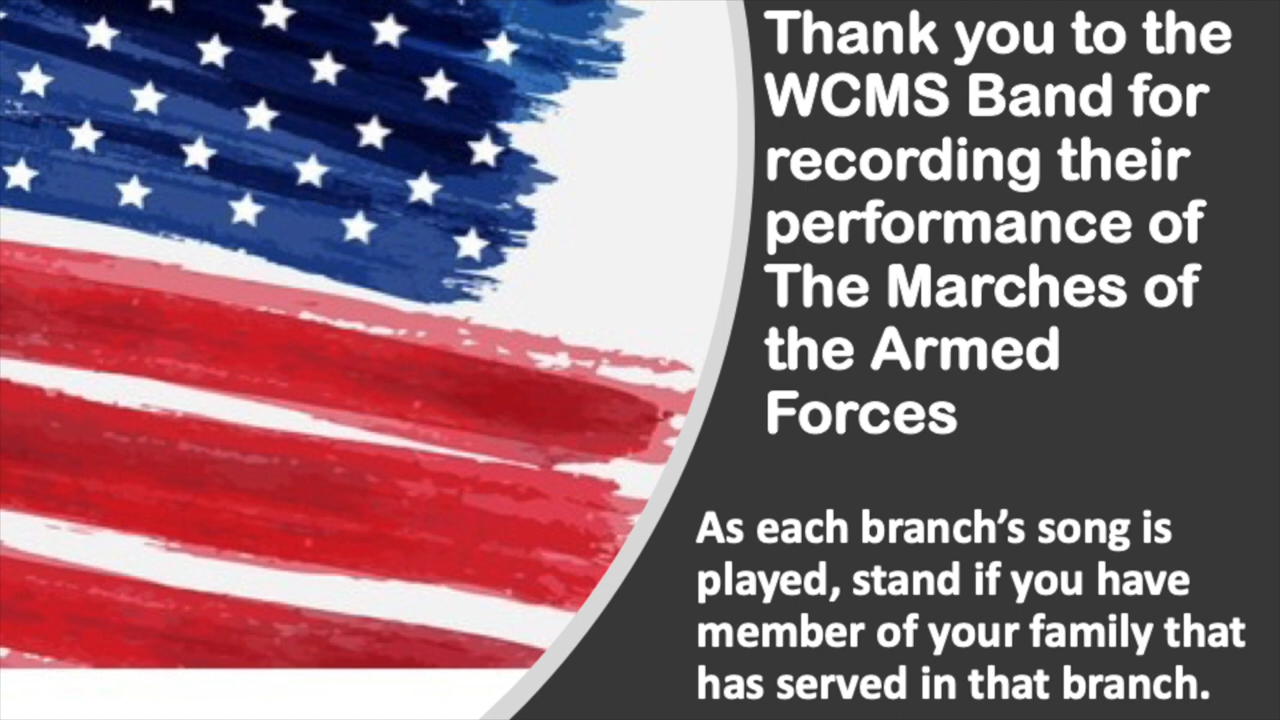 Thank you to the
WCMS Band for
recording their
performance of
The Marches of
the Armed
Forces
As each branch’s song is
played, stand if you have
member of your family that
has served in that branch.